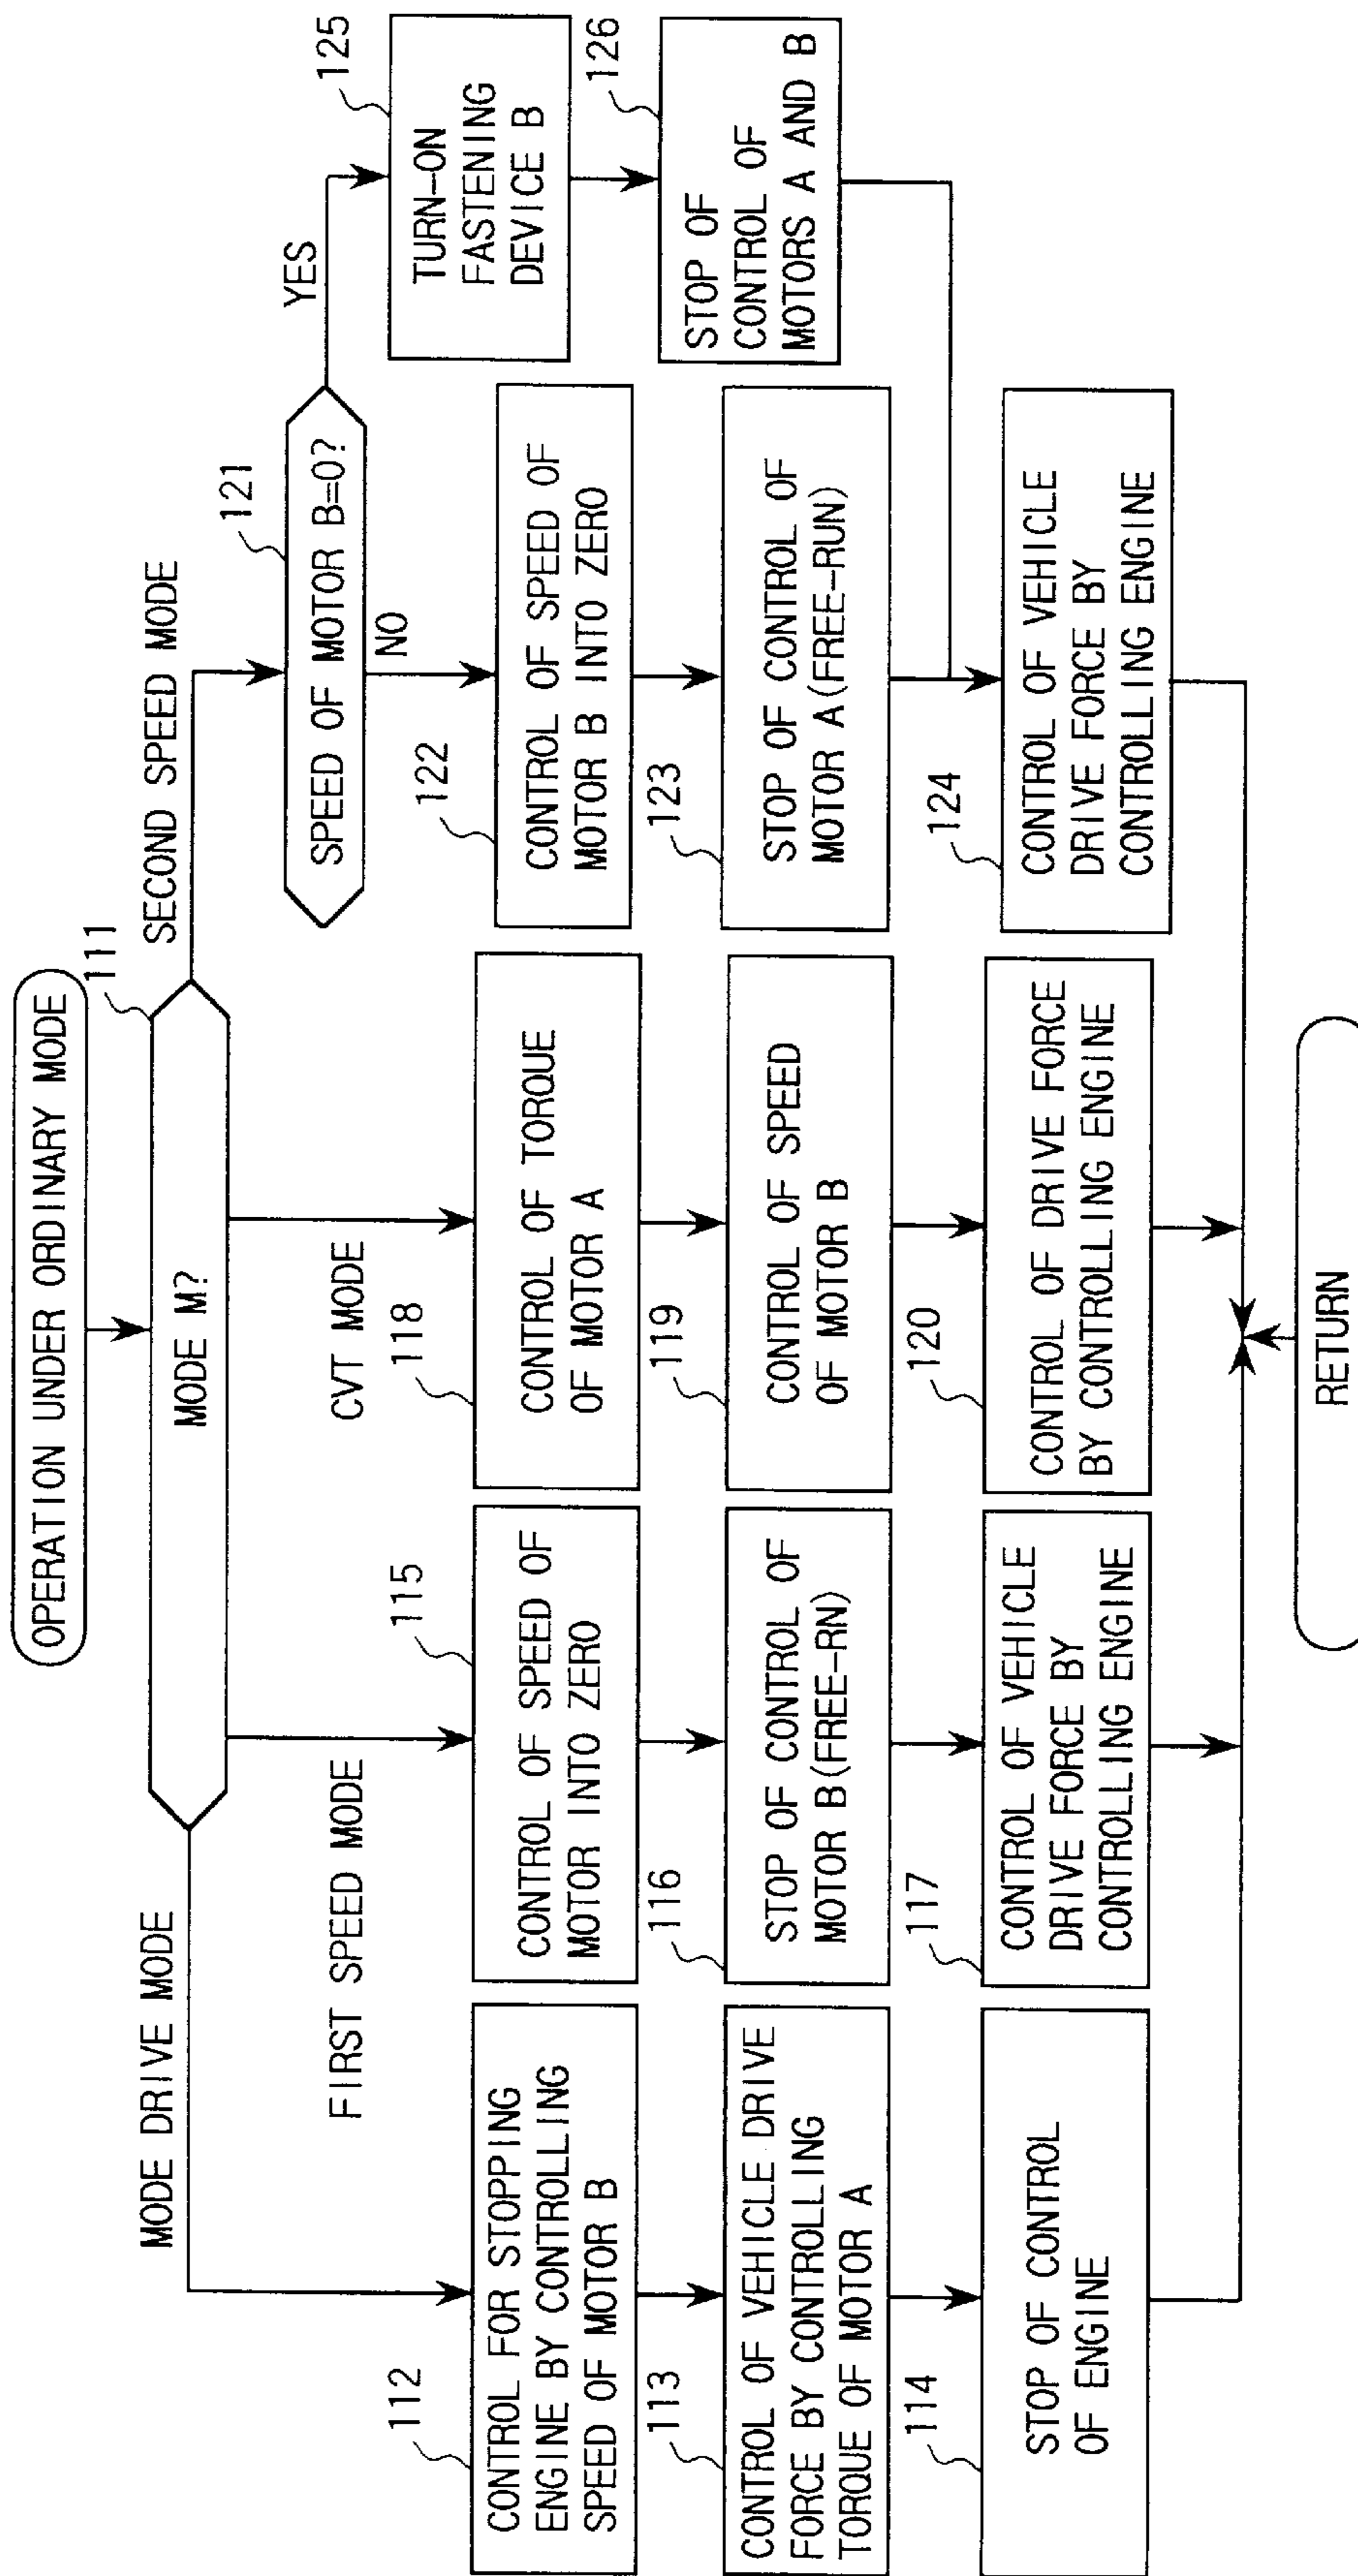 OPERATION UNDER ORDINARY MODE
111
MODE M?
MODE DRIVE MODE
FIRST SPEED MODE
CVT MODE
SECOND SPEED MODE
112
CONTROL FOR STOPPING
ENGINE BY CONTROLLING
SPEED OF MOTOR B
113
CONTROL OF VEHICLE DRIVE
FORCE BY CONTROLLING
TORQUE OF MOTOR A
114
STOP OF CONTROL
OF ENGINE
115
CONTROL OF SPEED OF
MOTOR INTO ZERO
116
STOP OF CONTROL OF
MOTOR B(FREE-RN)
117
CONTROL OF VEHICLE
DRIVE FORCE BY
CONTROLLING ENGINE
118
CONTROL OF TORQUE
OF MOTOR A
119
CONTROL OF SPEED
OF MOTOR B
120
CONTROL OF DRIVE FORCE
BY CONTROLLING ENGINE
121
SPEED OF MOTOR B=0?
NO
YES
122
CONTROL OF SPEED OF
MOTOR B INTO ZERO
123
STOP OF CONTROL OF
MOTOR A(FREE-RUN)
124
CONTROL OF VEHICLE
DRIVE FORCE BY
CONTROLLING ENGINE
125
TURN-ON
FASTENING
DEVICE B
126
STOP OF
CONTROL OF
MOTORS A AND B
RETURN